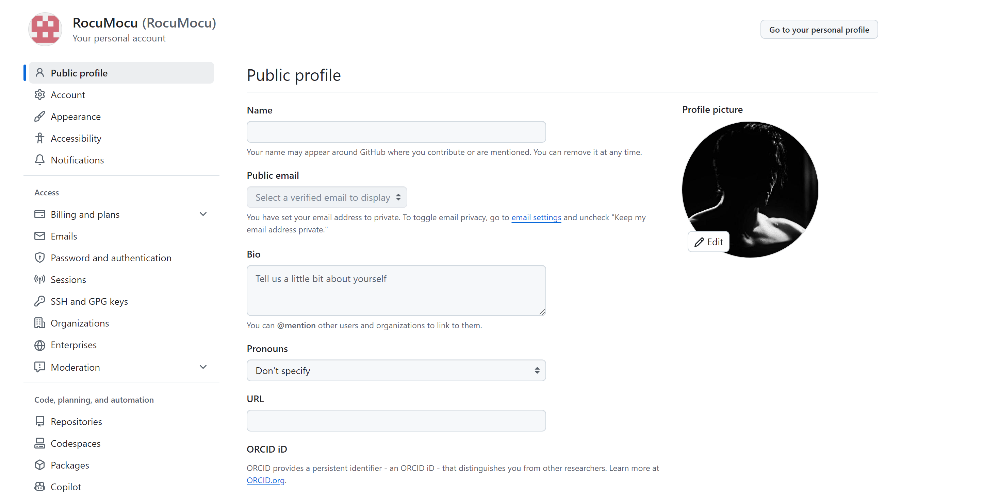 RocuMocu (RocuMocu)
Your personal account
Go to your personal profile
Public profile
Account
Appearance
Accessibility
Notifications
Access
Billing and plans
Emails
Password and authentication
Sessions
SSH and GPG keys
Organizations
Enterprises
Moderation
Code, planning, and automation
Repositories
Codespaces
Packages
Copilot
Public profile
Name
Your name may appear around GitHub where you contribute or are mentioned. You can remove it at any time.
Public email
Select a verified email to display
You have set your email address to private. To toggle email privacy, go to email settings and uncheck "Keep my
email address private."
Bio
Tell us a little bit about yourself
You can @mention other users and organizations to link to them.
Pronouns
Don't specify
URL
ORCID iD
ORCID provides a persistent identifier - an ORCID iD - that distinguishes you from other researchers. Learn more at
ORCID.org.
Profile picture
Edit